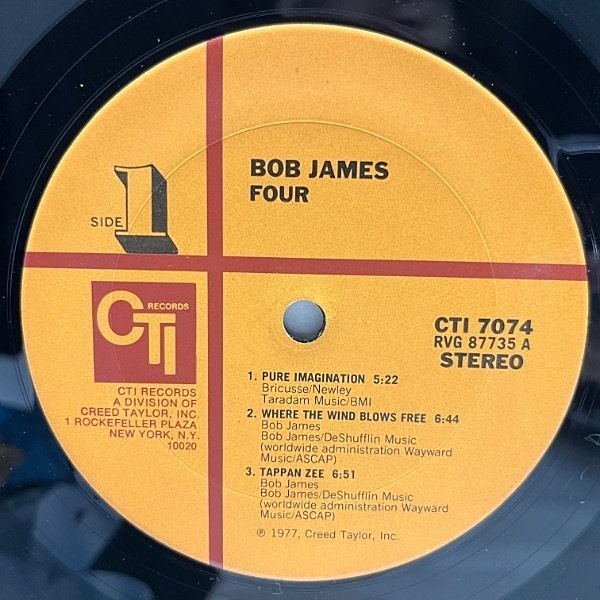 BOB JAMES
FOUR
SIDE 1
CTI RECORDS
CTI RECORDS
A DIVISION OF
CREED TAYLOR, INC.
1 ROCKEFELLER PLAZA
NEW YORK, N.Y.
10020
CTI 7074
RVG 87735 A
STEREO
1. PURE IMAGINATION 5:22
Bricusse/Newley
Taradam Music/BMI
2. WHERE THE WIND BLOWS FREE 6:44
Bob James
Bob James/DeShufflin Music
(worldwide administration Wayward
Music/ASCAP)
3. TAPPAN ZEE 6:51
Bob James
Bob James/DeShufflin Music
(worldwide administration Wayward
Music/ASCAP)
℗ 1977, Creed Taylor, Inc.